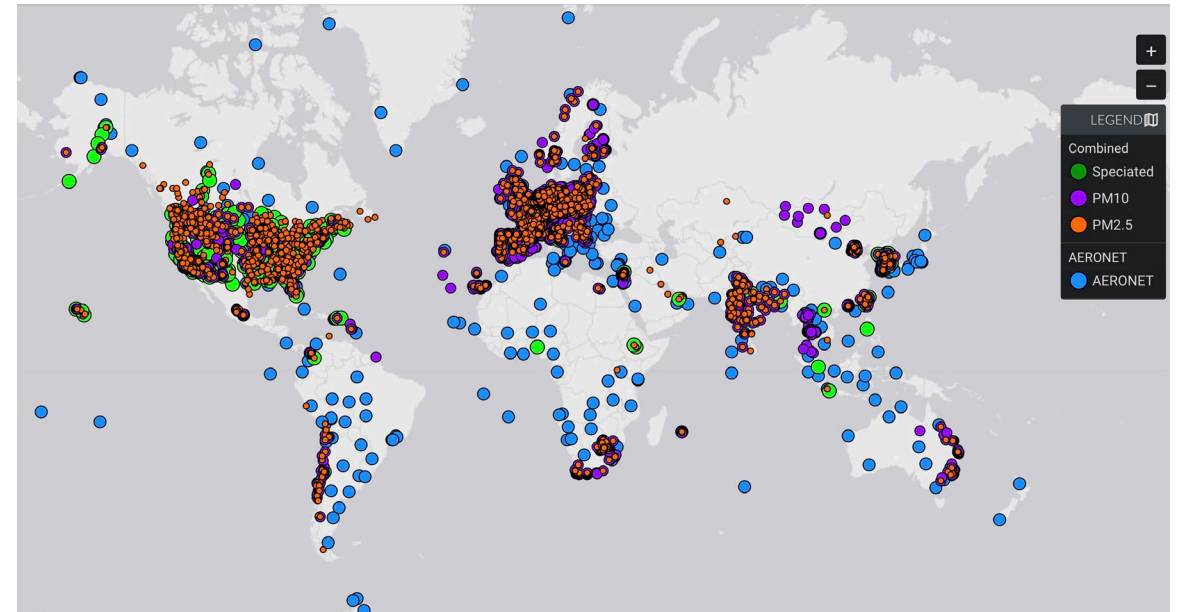 +
−
LEGEND
Combined
Speciated
PM10
PM2.5
AERONET
AERONET